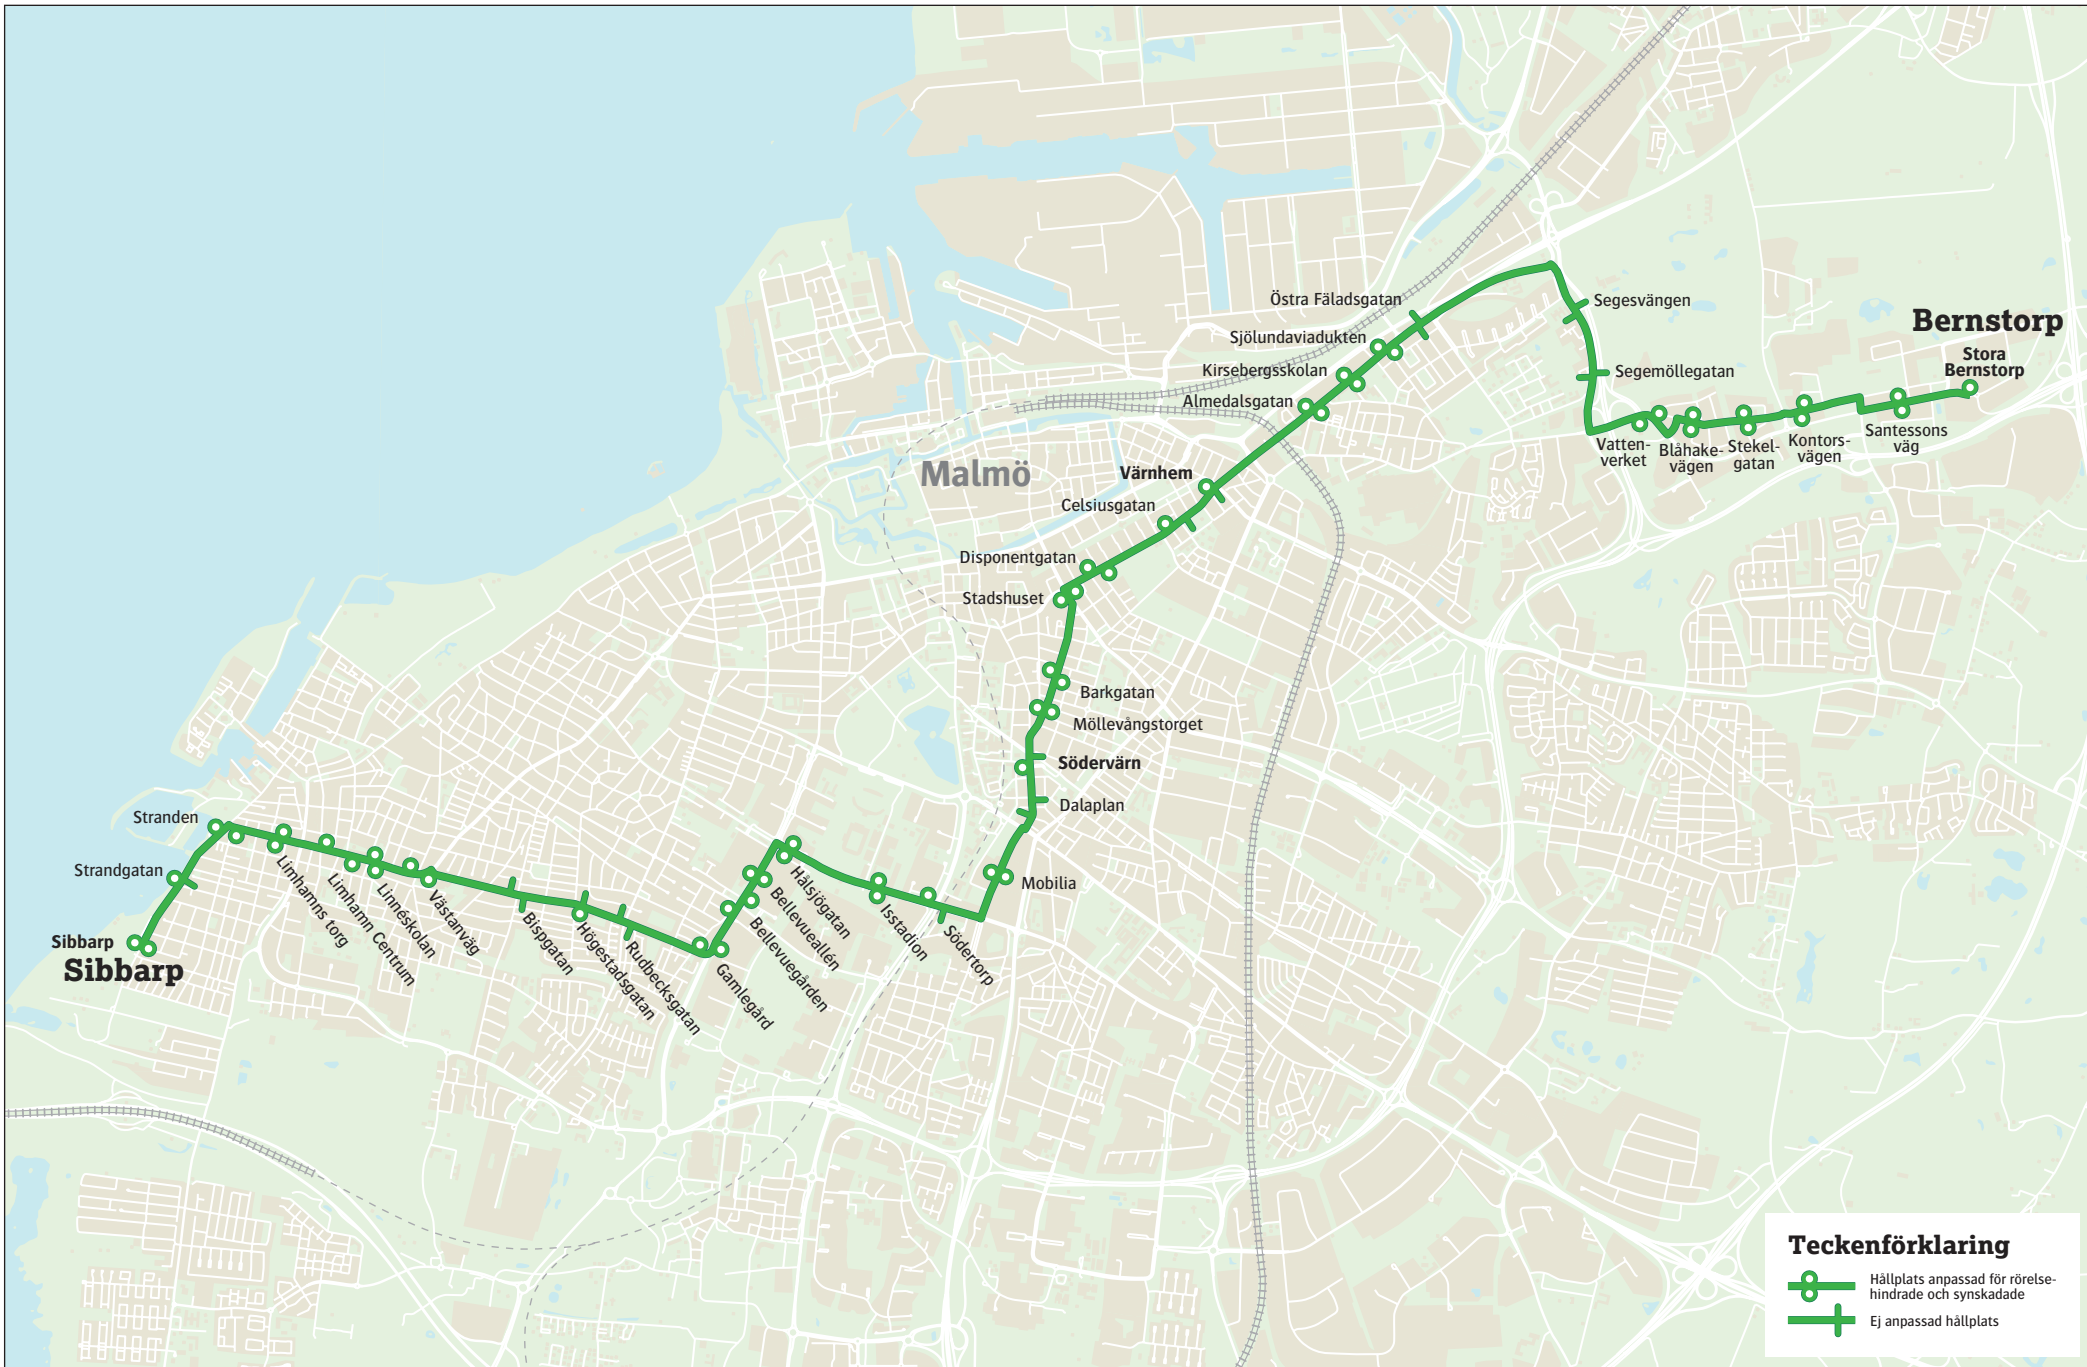 Östra Fäladsgatan
Segesvängen
Bernstorp
Sjölundaviadukten
Stora
Bernstorp
Kirsebergsskolan
Segemöllegatan
Almedalsgatan
Vatten-
verket
Blåhake-
vägen
Stekel-
gatan
Kontors-
vägen
Santessons
väg
Malmö
Värnhem
Celsiusgatan
Disponentgatan
Stadshuset
Barkgatan
Möllevångstorget
Södervärn
Dalaplan
Mobilia
Stranden
Strandgatan
Sibbarp
Sibbarp
Limhamns torg
Limhamn Centrum
Linnéskolan
Västanväg
Bispgatan
Högestadsgatan
Rudbecksgatan
Gamlegård
Bellevuegården
Bellevueallén
Hålsjögatan
Isstadion
Södertorp
Teckenförklaring
Hållplats anpassad för rörelse-
hindrade och synskadade
Ej anpassad hållplats